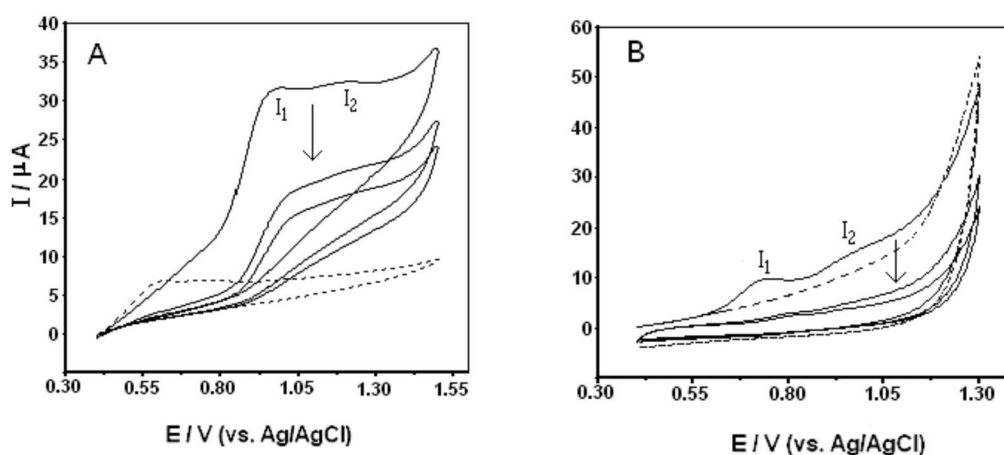 A
I / µA
40
35
30
25
20
15
10
5
0
I₁
I₂
0.30 0.55 0.80 1.05 1.30 1.55
E / V (vs. Ag/AgCl)
B
60
50
40
30
20
10
0
I₁
I₂
0.30 0.55 0.80 1.05 1.30
E / V (vs. Ag/AgCl)